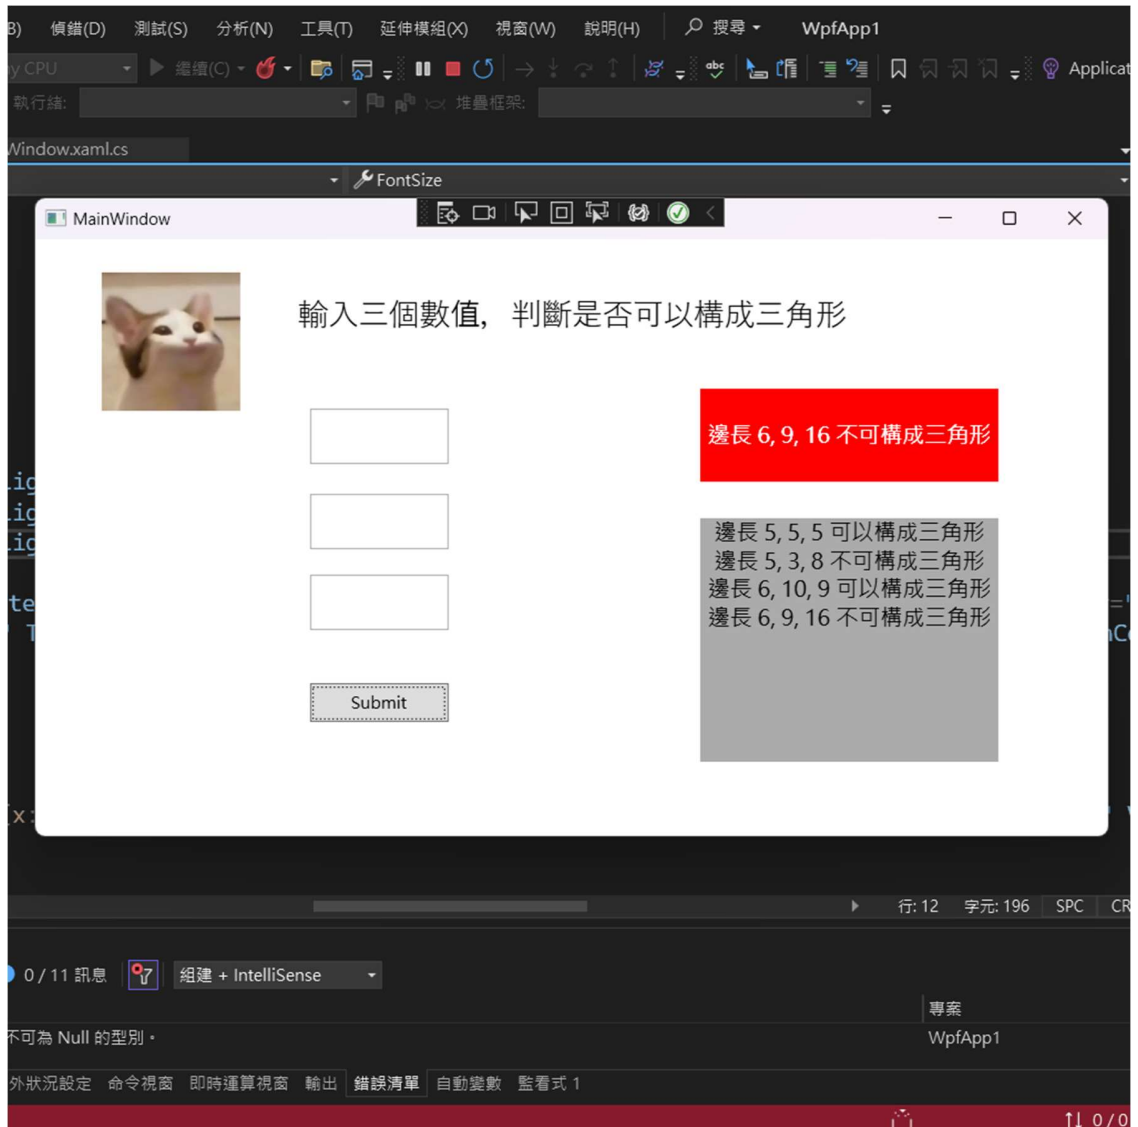 B) 偵錯(D) 測試(S) 分析(N) 工具(T) 延伸模組(X) 視窗(W) 說明(H) 搜尋 WpfApp1
y CPU 繼續(C) Applicat
執行緒: 堆疊框架:
Window.xaml.cs
FontSize
MainWindow
輸入三個數值, 判斷是否可以構成三角形
邊長 6, 9, 16 不可構成三角形
邊長 5, 5, 5 可以構成三角形
邊長 5, 3, 8 不可構成三角形
邊長 6, 10, 9 可以構成三角形
邊長 6, 9, 16 不可構成三角形
Submit
行: 12 字元: 196 SPC CR
0 / 11 訊息 組建 + IntelliSense
專案
不可為 Null 的型別。 WpfApp1
外狀況設定 命令視窗 即時運算視窗 輸出 錯誤清單 自動變數 監看式 1
0 / 0